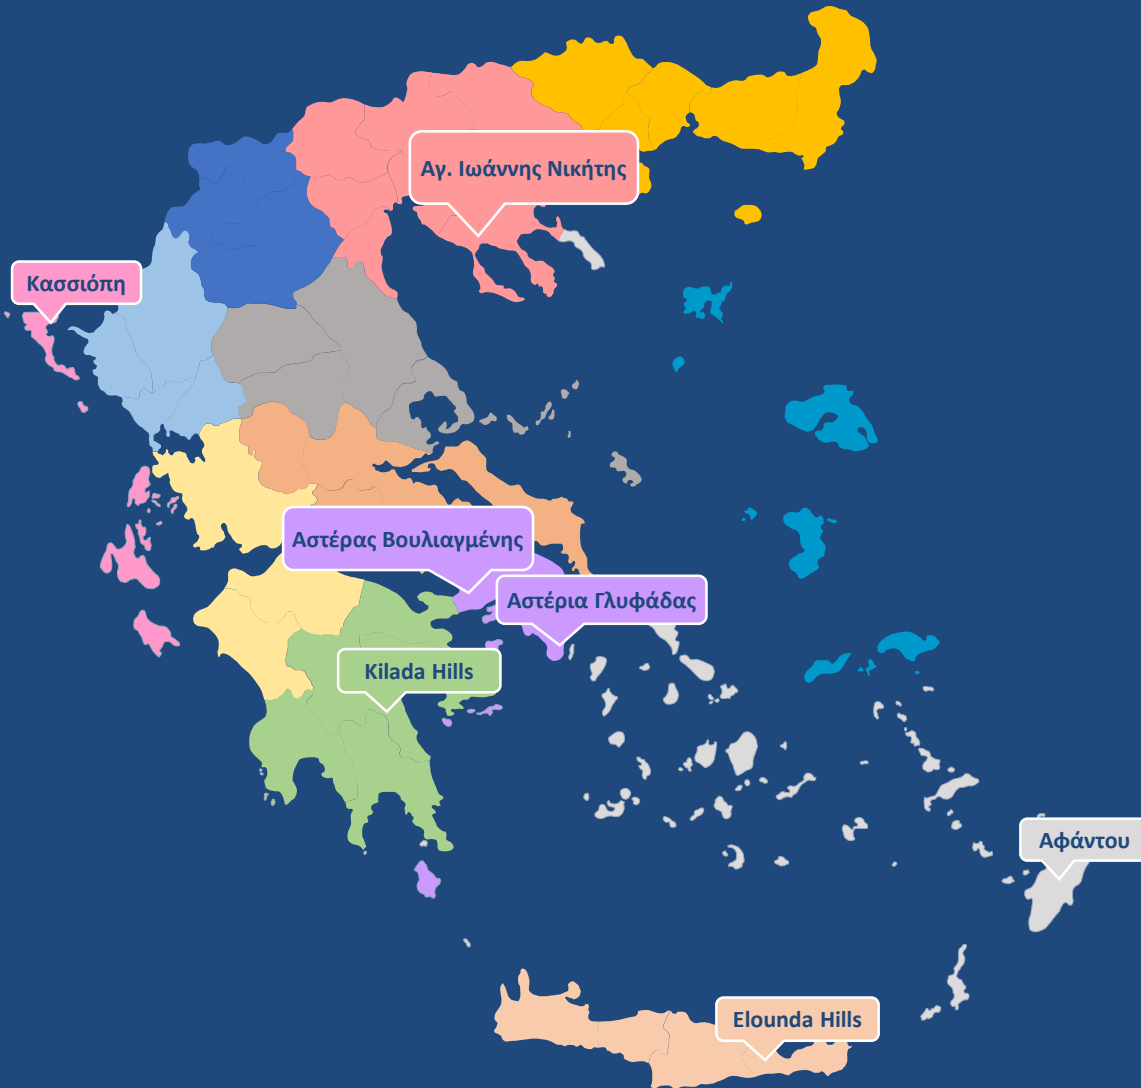 Αγ. Ιωάννης Νικήτης
Κασσιόπη
Αστέρας Βουλιαγμένης
Αστέρια Γλυφάδας
Kilada Hills
Αφάντου
Elounda Hills